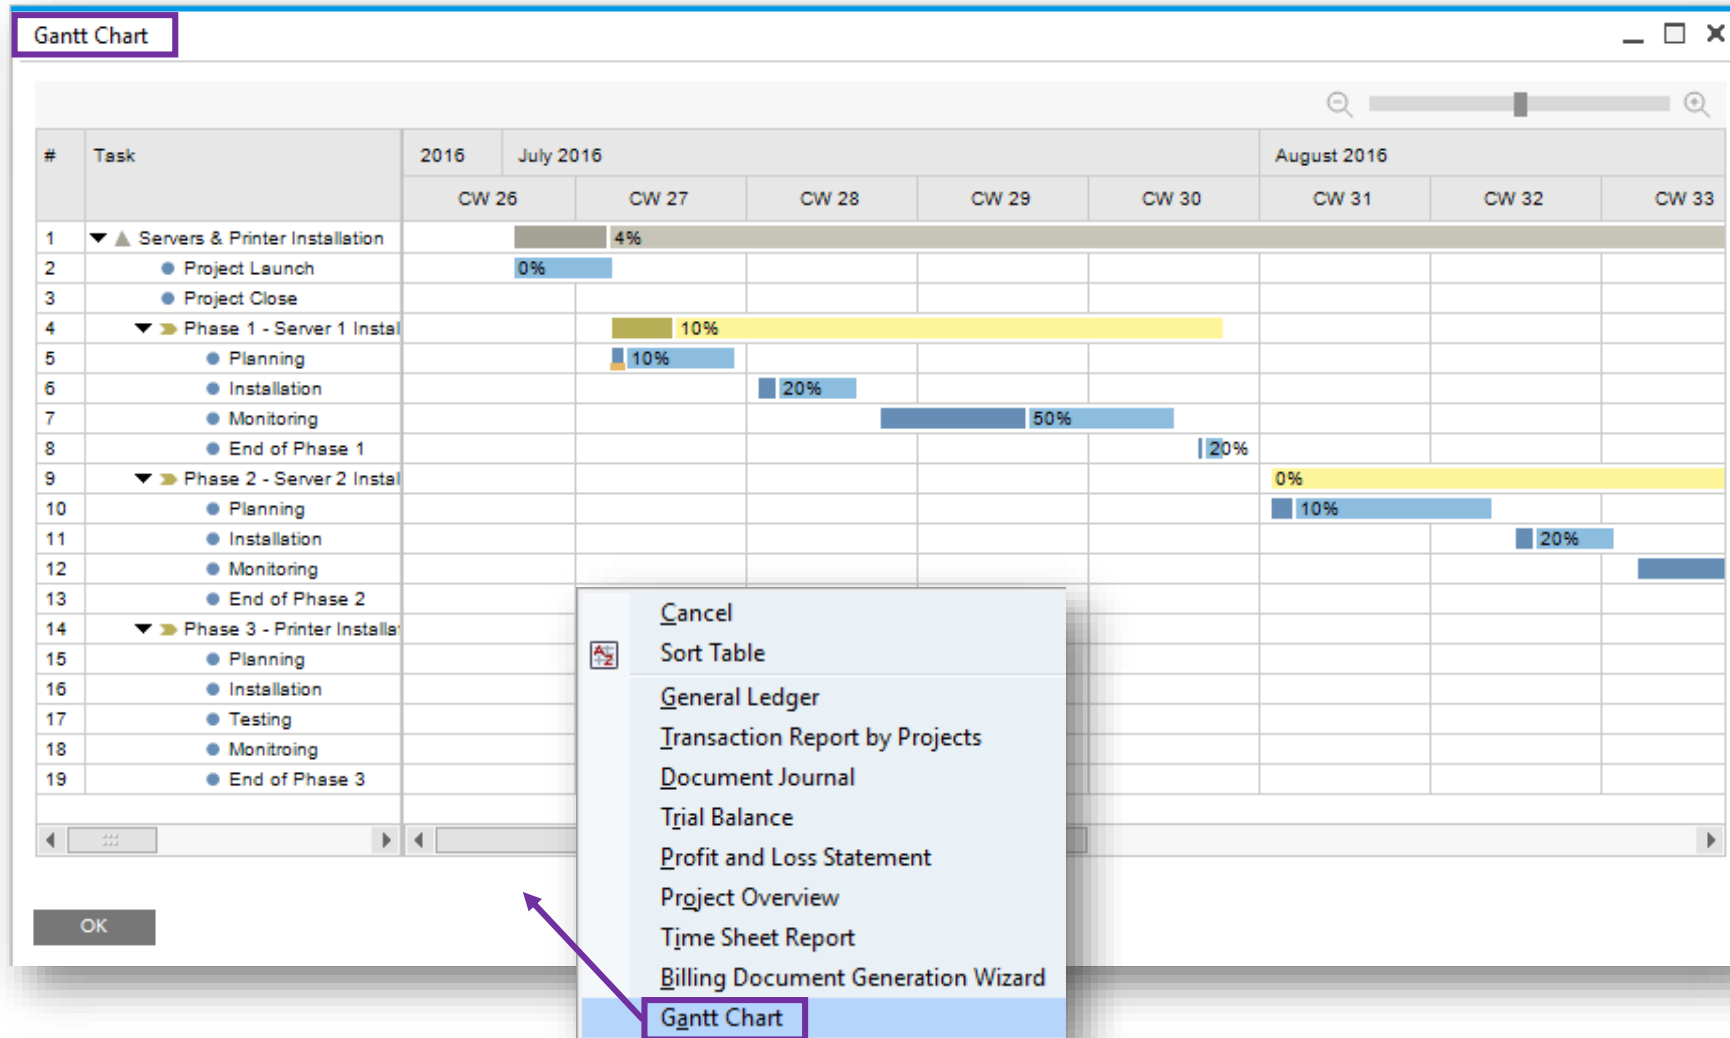 Gantt Chart
# Task 2016 July 2016 August 2016
CW 26 CW 27 CW 28 CW 29 CW 30 CW 31 CW 32 CW 33
1 Servers & Printer Installation 4%
2 Project Launch 0%
3 Project Close
4 Phase 1 - Server 1 Instal 10%
5 Planning 10%
6 Installation 20%
7 Monitoring 50%
8 End of Phase 1 20%
9 Phase 2 - Server 2 Instal 0%
10 Planning 10%
11 Installation 20%
12 Monitoring
13 End of Phase 2
14 Phase 3 - Printer Installa
15 Planning
16 Installation
17 Testing
18 Monitroing
19 End of Phase 3
OK
Cancel
Sort Table
General Ledger
Transaction Report by Projects
Document Journal
Trial Balance
Profit and Loss Statement
Project Overview
Time Sheet Report
Billing Document Generation Wizard
Gantt Chart